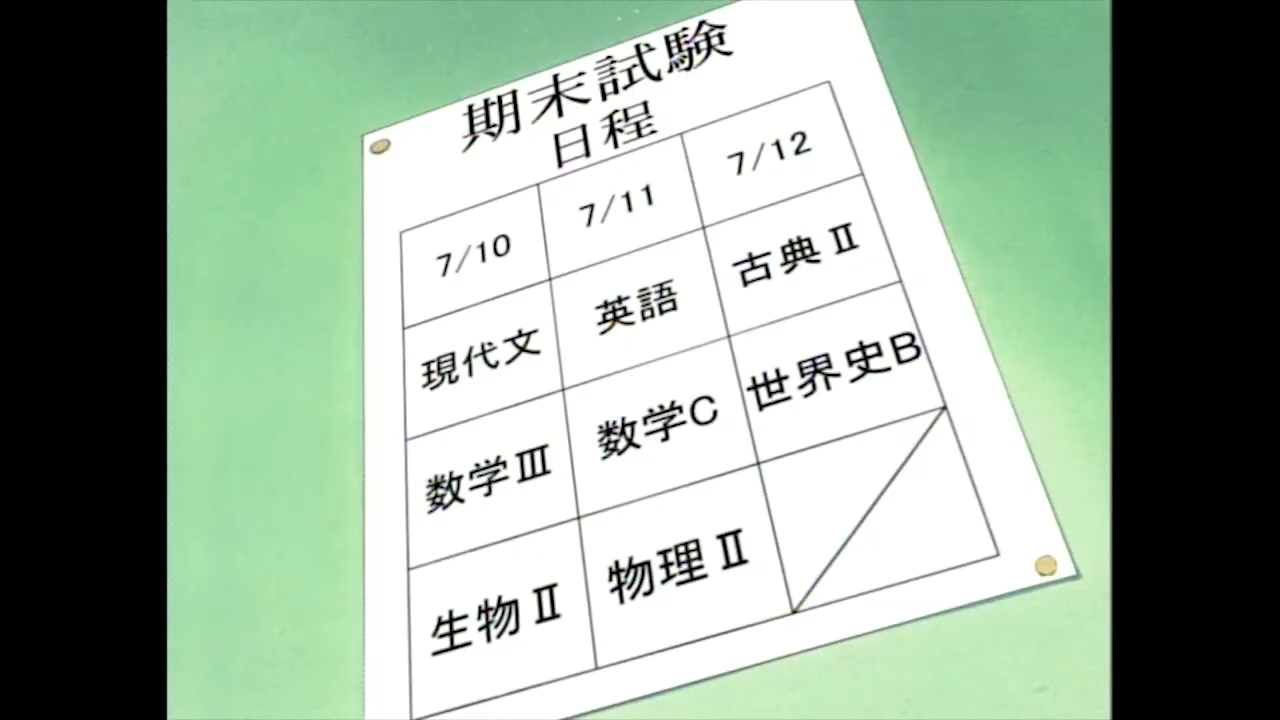 期末試験
日程
7/10 7/11 7/12
現代文 英語 古典Ⅱ
数学Ⅲ 数学C 世界史B
生物Ⅱ 物理Ⅱ